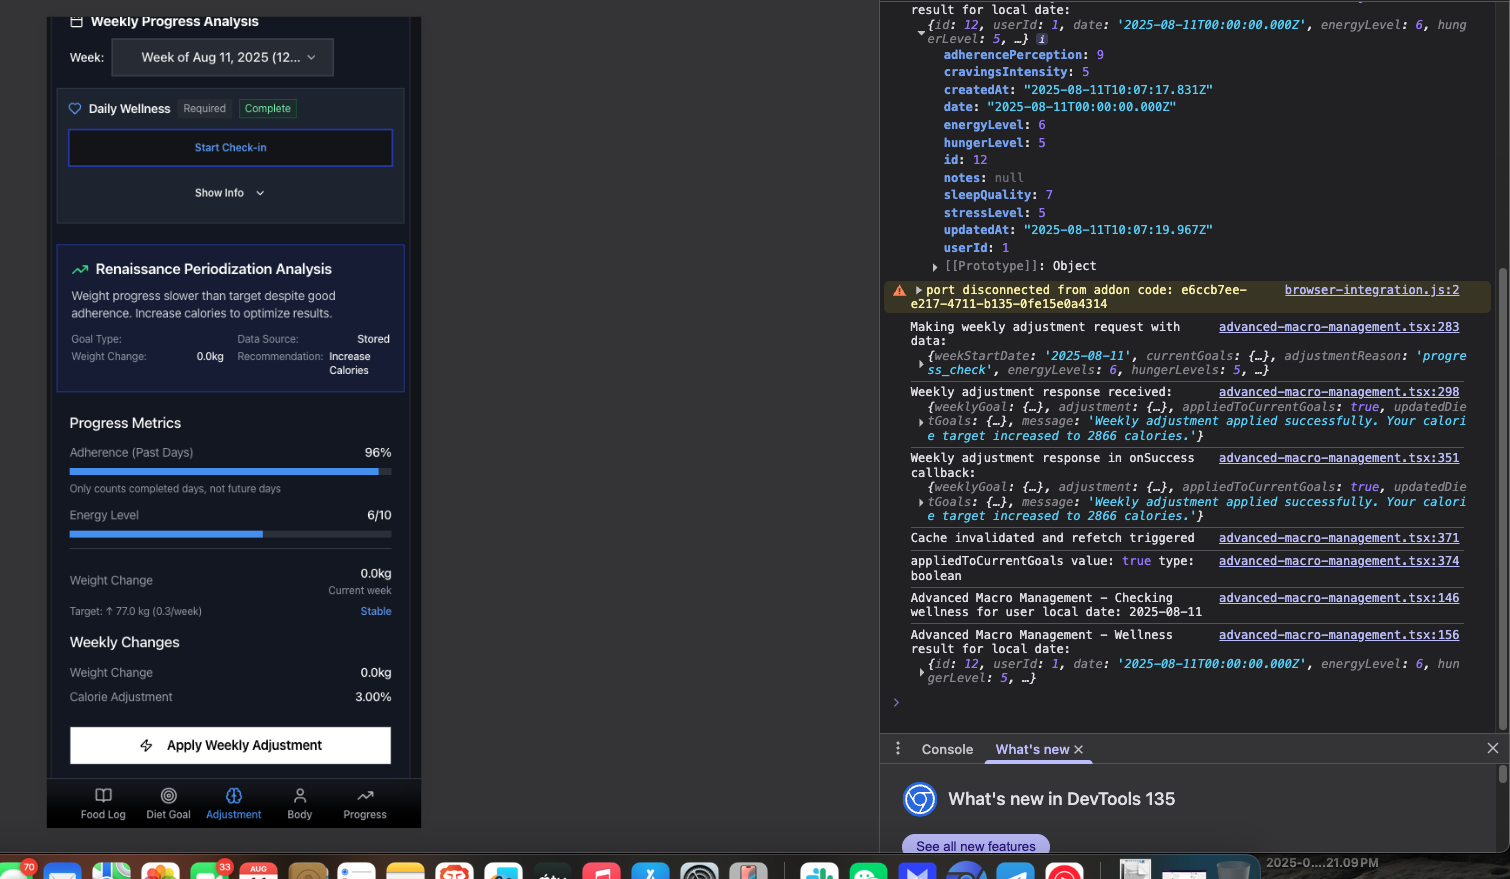 Weekly Progress Analysis
Week:
Week of Aug 11, 2025 (12...
Daily Wellness
Required
Complete
Start Check-in
Show Info
Renaissance Periodization Analysis
Weight progress slower than target despite good
adherence. Increase calories to optimize results.
Goal Type:
Data Source:
Stored
Weight Change:
0.0kg
Recommendation:
Increase
Calories
Progress Metrics
Adherence (Past Days)
96%
Only counts completed days, not future days
Energy Level
6/10
Weight Change
0.0kg
Current week
Target: ↑ 77.0 kg (0.3/week)
Stable
Weekly Changes
Weight Change
0.0kg
Calorie Adjustment
3.00%
Apply Weekly Adjustment
Food Log
Diet Goal
Adjustment
Body
Progress
result for local date:
{id: 12, userId: 1, date: '2025-08-11T00:00:00.000Z', energyLevel: 6, hung
erLevel: 5, …} i
adherencePerception: 9
cravingsIntensity: 5
createdAt: "2025-08-11T10:07:17.831Z"
date: "2025-08-11T00:00:00.000Z"
energyLevel: 6
hungerLevel: 5
id: 12
notes: null
sleepQuality: 7
stressLevel: 5
updatedAt: "2025-08-11T10:07:19.967Z"
userId: 1
[[Prototype]]: Object
port disconnected from addon code: e6ccb7ee-
browser-integration.js:2
e217-4711-b135-0fe15e0a4314
Making weekly adjustment request with
advanced-macro-management.tsx:283
data:
{weekStartDate: '2025-08-11', currentGoals: {…}, adjustmentReason: 'progre
ss_check', energyLevels: 6, hungerLevels: 5, …}
Weekly adjustment response received:
advanced-macro-management.tsx:298
{weeklyGoal: {…}, adjustment: {…}, appliedToCurrentGoals: true, updatedDie
tGoals: {…}, message: 'Weekly adjustment applied successfully. Your calori
e target increased to 2866 calories.'}
Weekly adjustment response in onSuccess
advanced-macro-management.tsx:351
callback:
{weeklyGoal: {…}, adjustment: {…}, appliedToCurrentGoals: true, updatedDie
tGoals: {…}, message: 'Weekly adjustment applied successfully. Your calori
e target increased to 2866 calories.'}
Cache invalidated and refetch triggered
advanced-macro-management.tsx:371
appliedToCurrentGoals value: true type:
advanced-macro-management.tsx:374
boolean
Advanced Macro Management - Checking
advanced-macro-management.tsx:146
wellness for user local date: 2025-08-11
Advanced Macro Management - Wellness
advanced-macro-management.tsx:156
result for local date:
{id: 12, userId: 1, date: '2025-08-11T00:00:00.000Z', energyLevel: 6, hun
gerLevel: 5, …}
Console
What's new
What's new in DevTools 135
See all new features
70
33
AUG
2025-0....21.09 PM